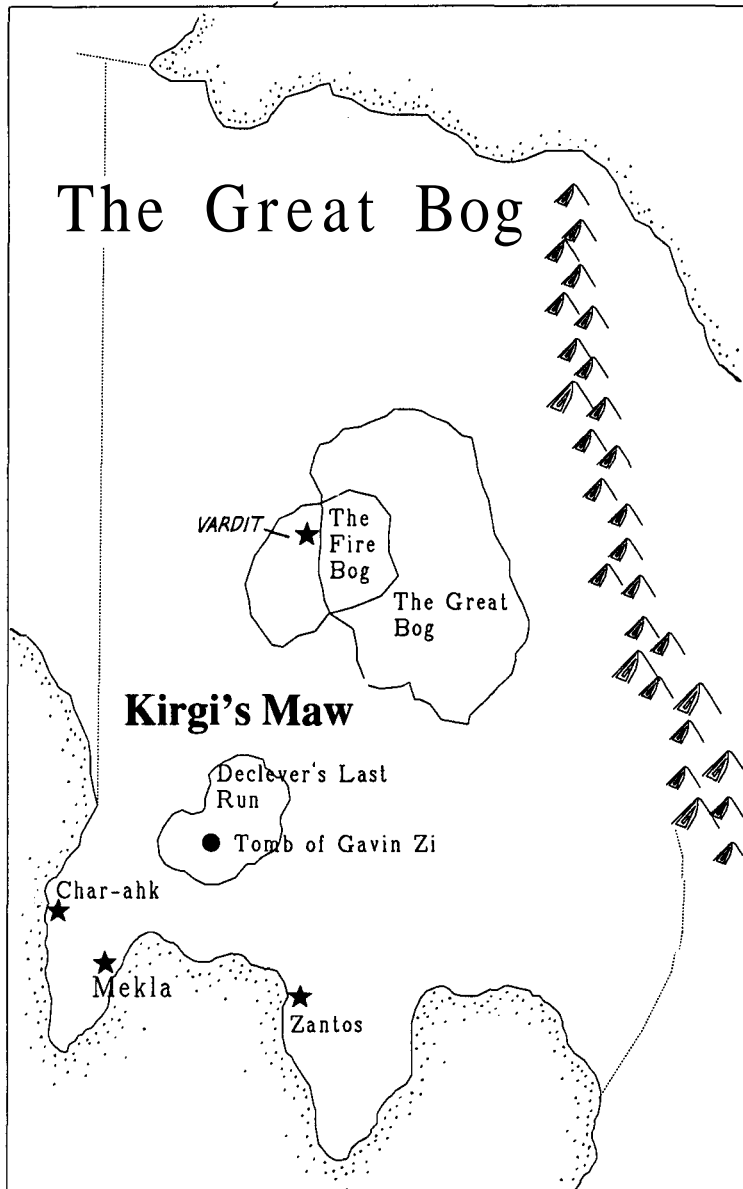 The Great Bog
VARDIT
The
Fire
Bog
The Great
Bog
Kirgi's Maw
Declever's Last
Run
Tomb of Gavin Zi
Char-ahk
Mekla
Zantos